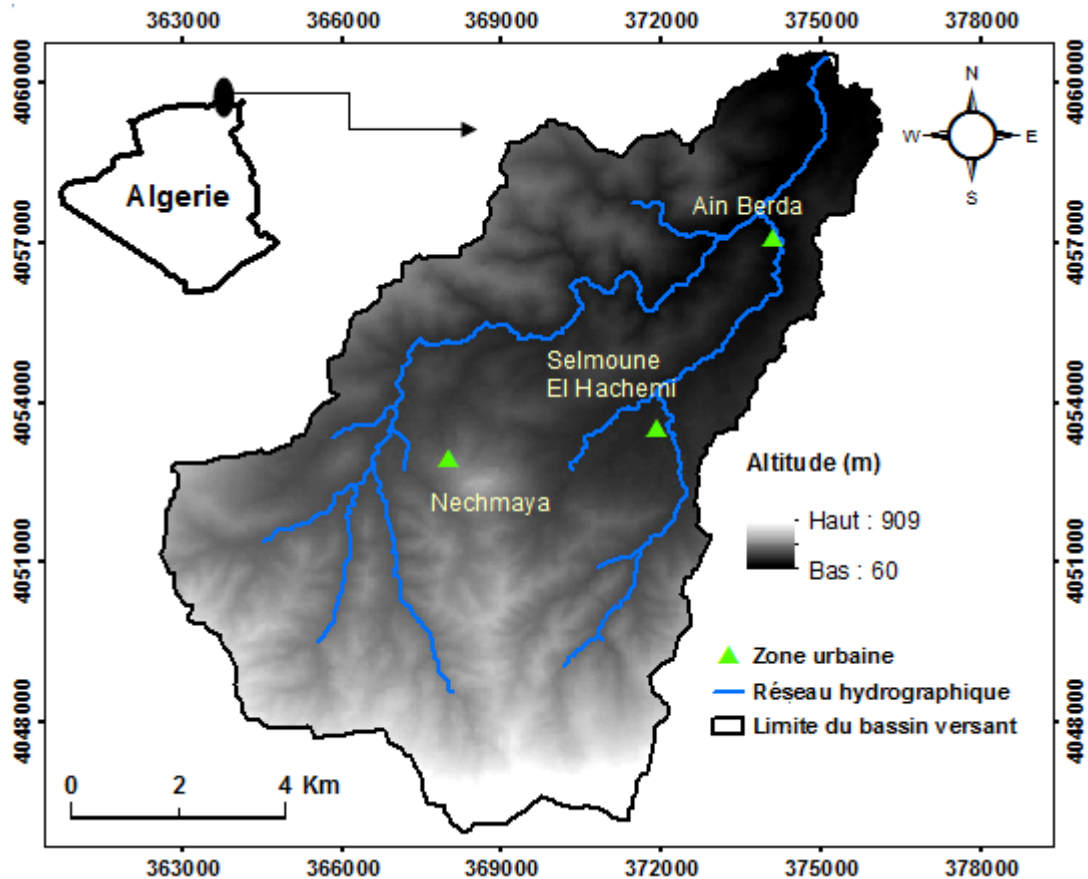 363000 366000 369000 372000 375000 378000
4060000
4060000
N
W
E
S
Algerie
Ain Berda
4057000
4057000
Selmoune
El Hachemi
4054000
4054000
Nechmaya
Altitude (m)
Haut : 909
Bas : 60
4051000
4051000
Zone urbaine
Réseau hydrographique
Limite du bassin versant
4048000
4048000
0 2 4 Km
363000 366000 369000 372000 375000 378000